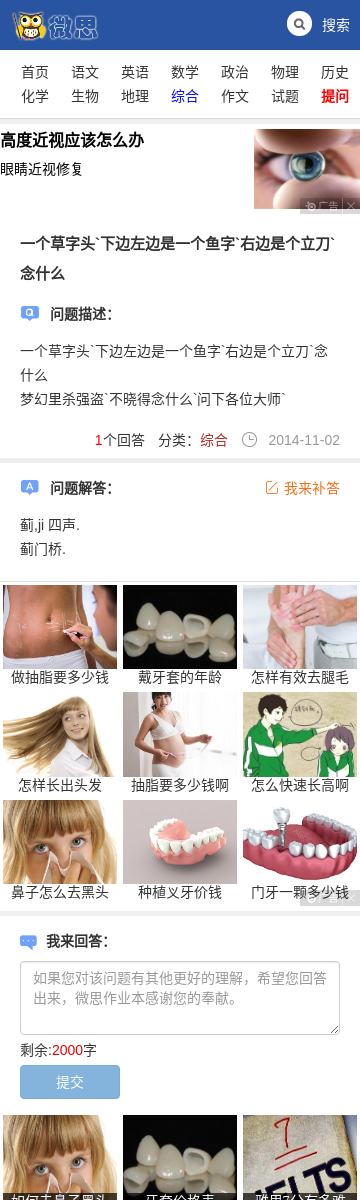 微思
搜索
首页 语文 英语 数学 政治 物理 历史
化学 生物 地理 综合 作文 试题 提问
高度近视应该怎么办
眼睛近视修复
广告
一个草字头`下边左边是一个鱼字`右边是个立刀`
念什么
问题描述：
一个草字头`下边左边是一个鱼字`右边是个立刀`念
什么
梦幻里杀强盗`不晓得念什么`问下各位大师`
1个回答 分类：综合 2014-11-02
问题解答：
我来补答
蓟,ji 四声.
蓟门桥.
做抽脂要多少钱 戴牙套的年龄 怎样有效去腿毛
怎样长出头发 抽脂要多少钱啊 怎么快速长高啊
鼻子怎么去黑头 种植义牙价钱 门牙一颗多少钱
我来回答：
如果您对该问题有其他更好的理解，希望您回答
出来，微思作业本感谢您的奉献。
剩余:2000字
提交
7
IELTS
如何去鼻子黑头 牙套价格表 雅思7分有多难